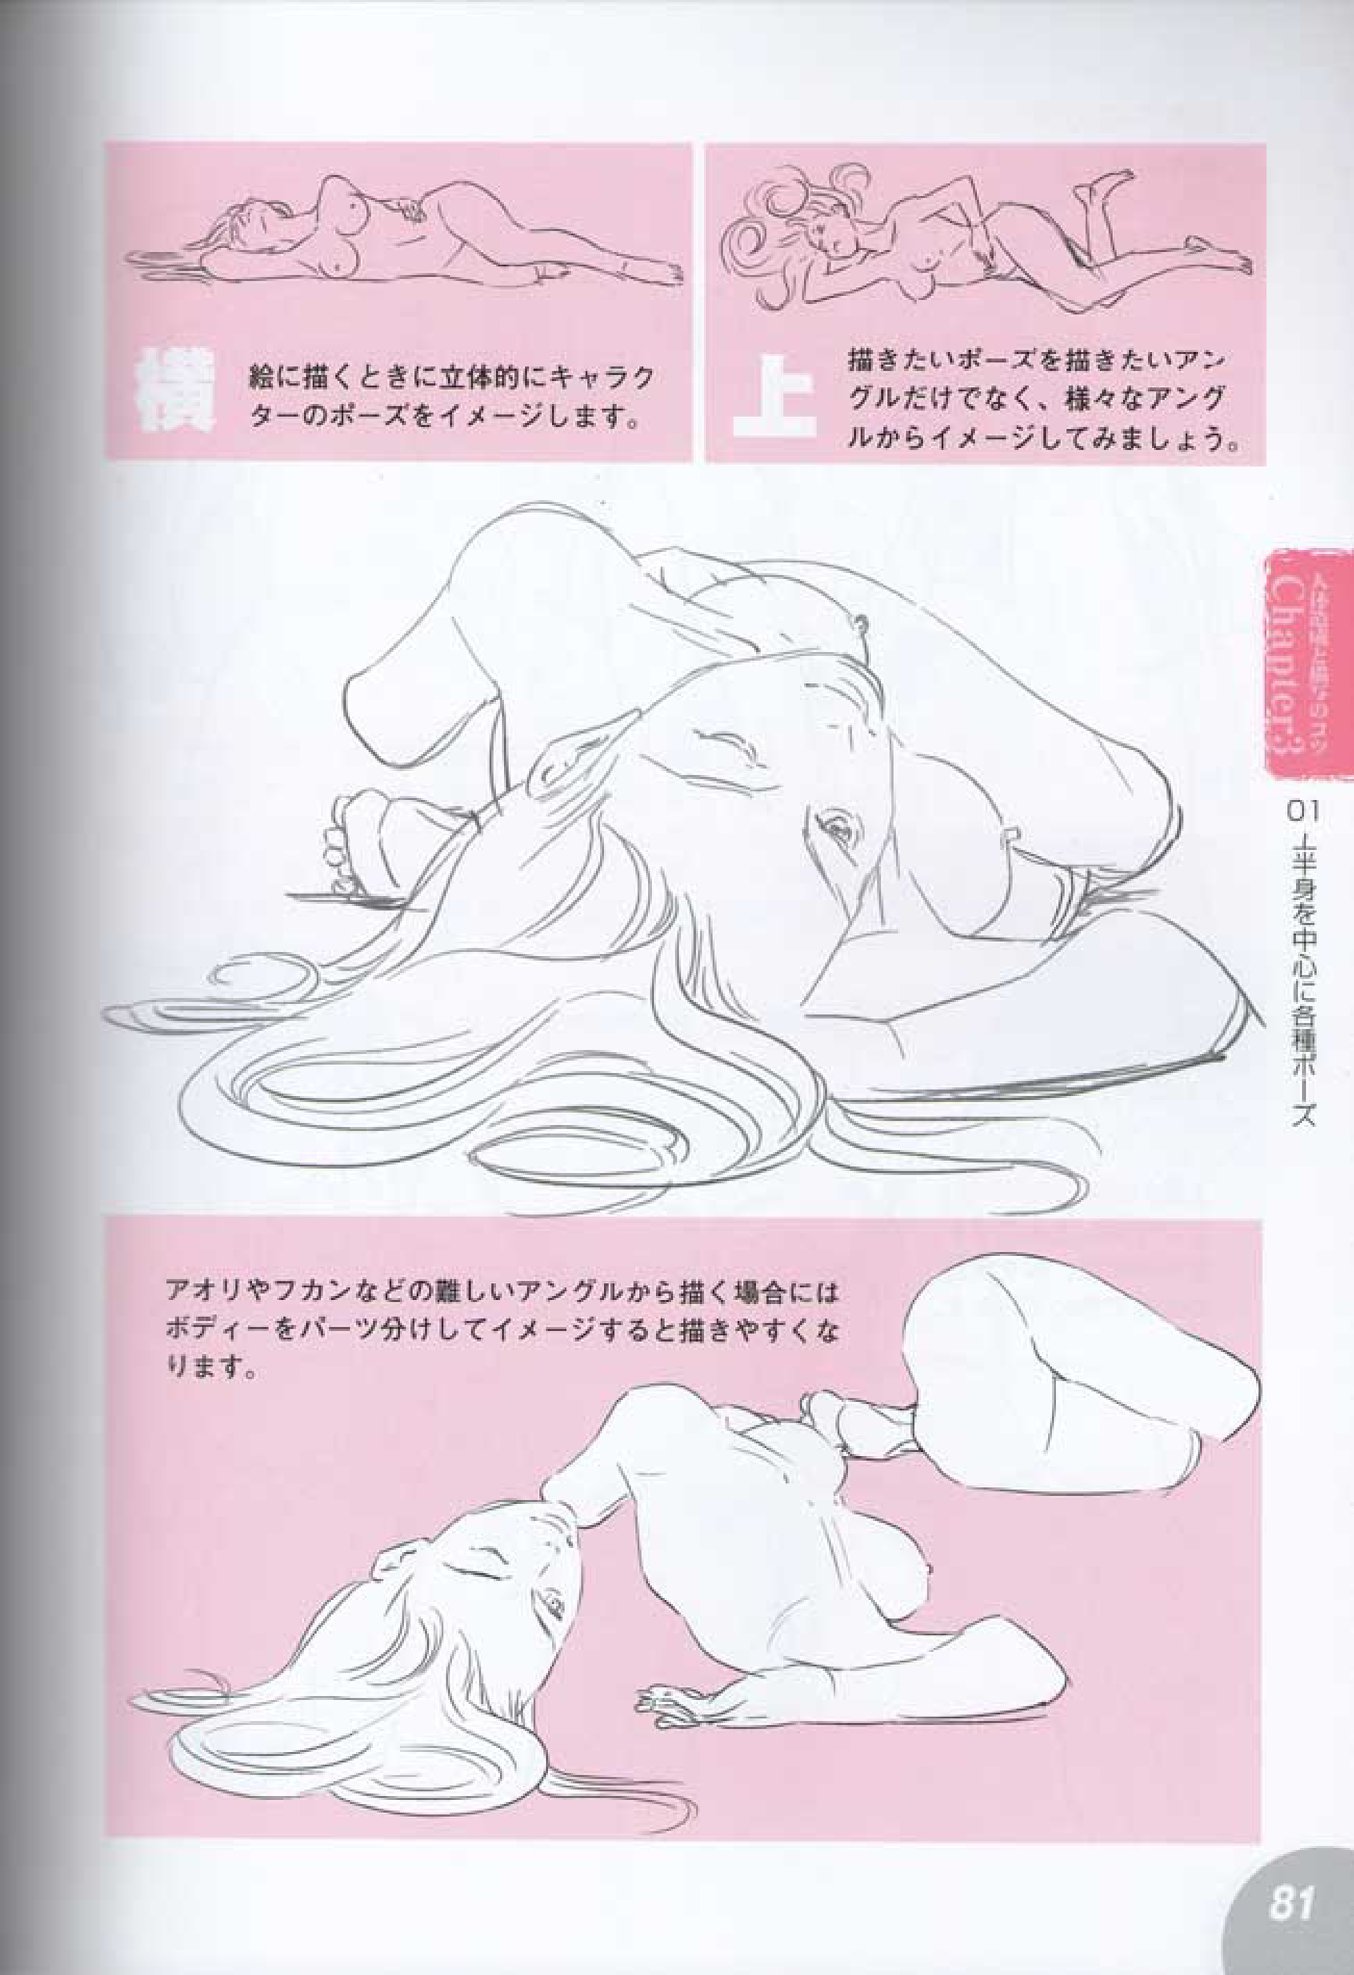 横
絵に描くときに立体的にキャラク
ターのポーズをイメージします。
上
描きたいポーズを描きたいアン
グルだけでなく、様々なアング
ルからイメージしてみましょう。
Chapter:3
01 上半身を中心に各種ポーズ
アオリやフカンなどの難しいアングルから描く場合には
ボディーをパーツ分けしてイメージすると描きやすくな
ります。
81